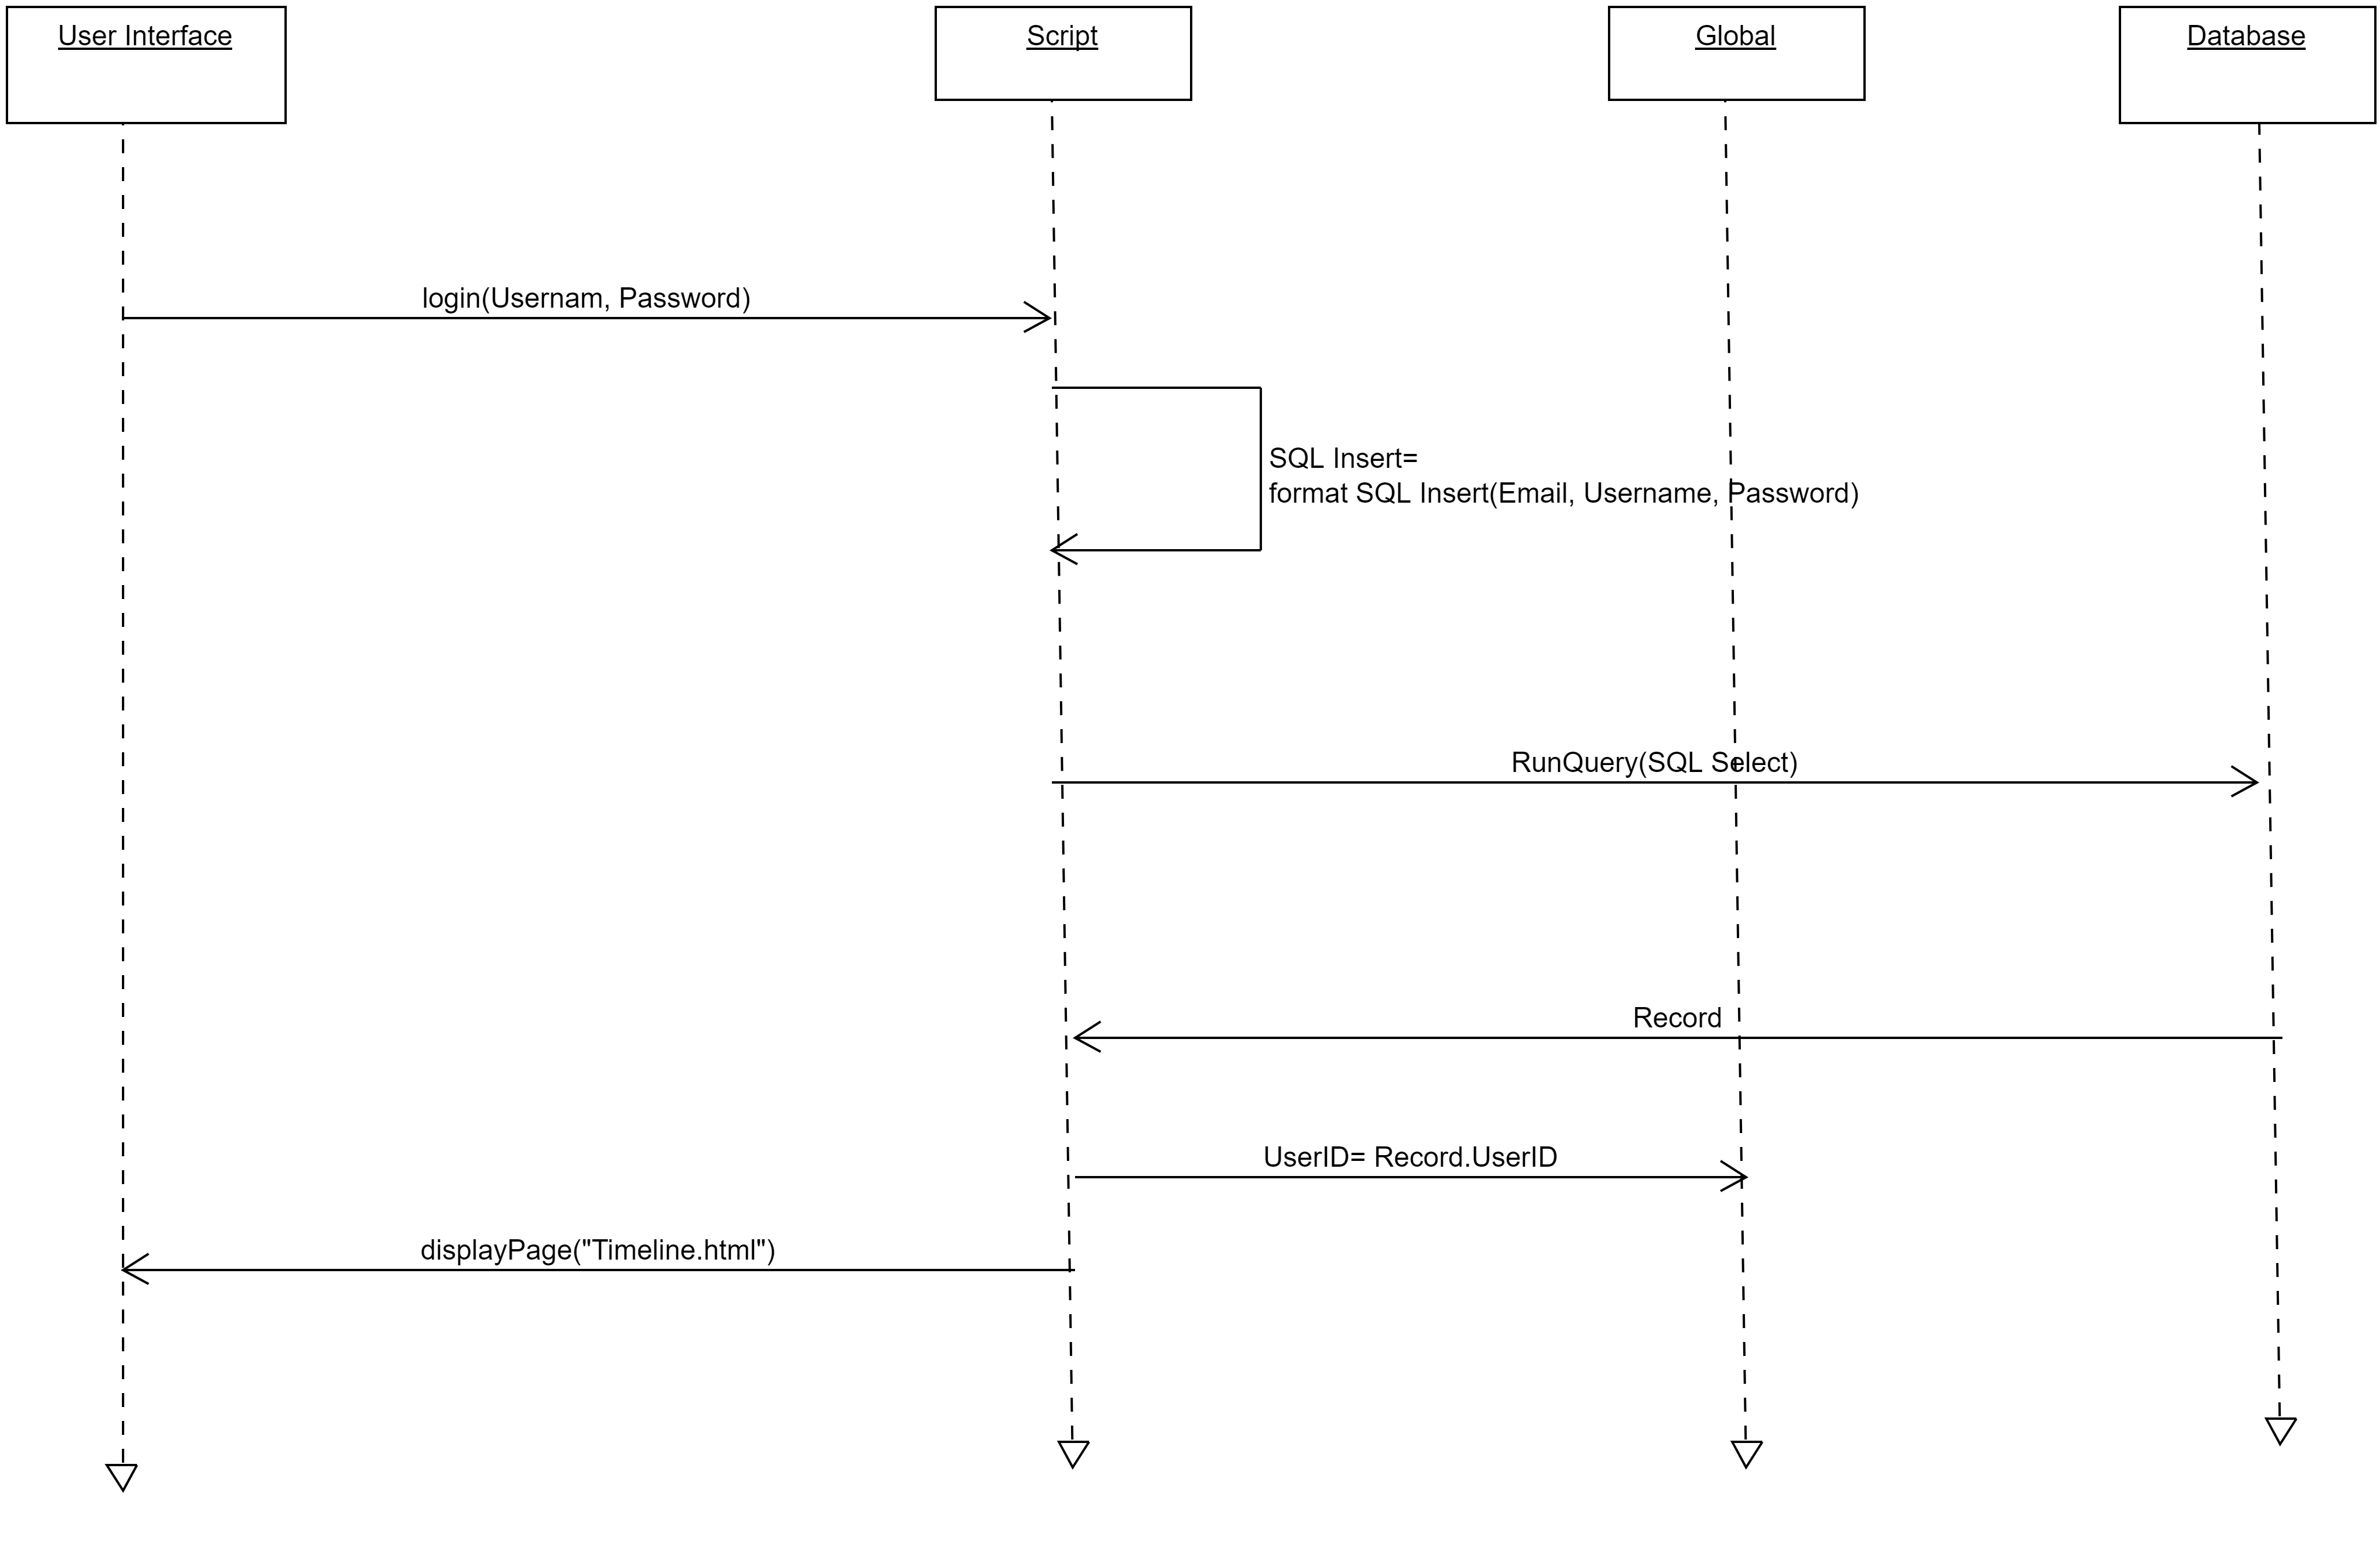 User Interface
Script
Global
Database
login(Usernam, Password)
SQL Insert=
format SQL Insert(Email, Username, Password)
RunQuery(SQL Select)
Record
UserID= Record.UserID
displayPage("Timeline.html")